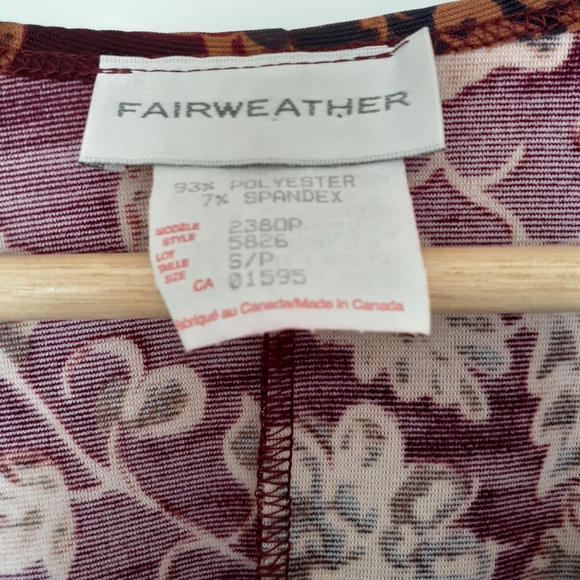 FAIRWEATHER
93% POLYESTER
7% SPANDEX
MODÈLE STYLE 2380P
LOT 5826
TAILLE SIZE S/P
CA 01595
Fabriqué au Canada/Made in Canada